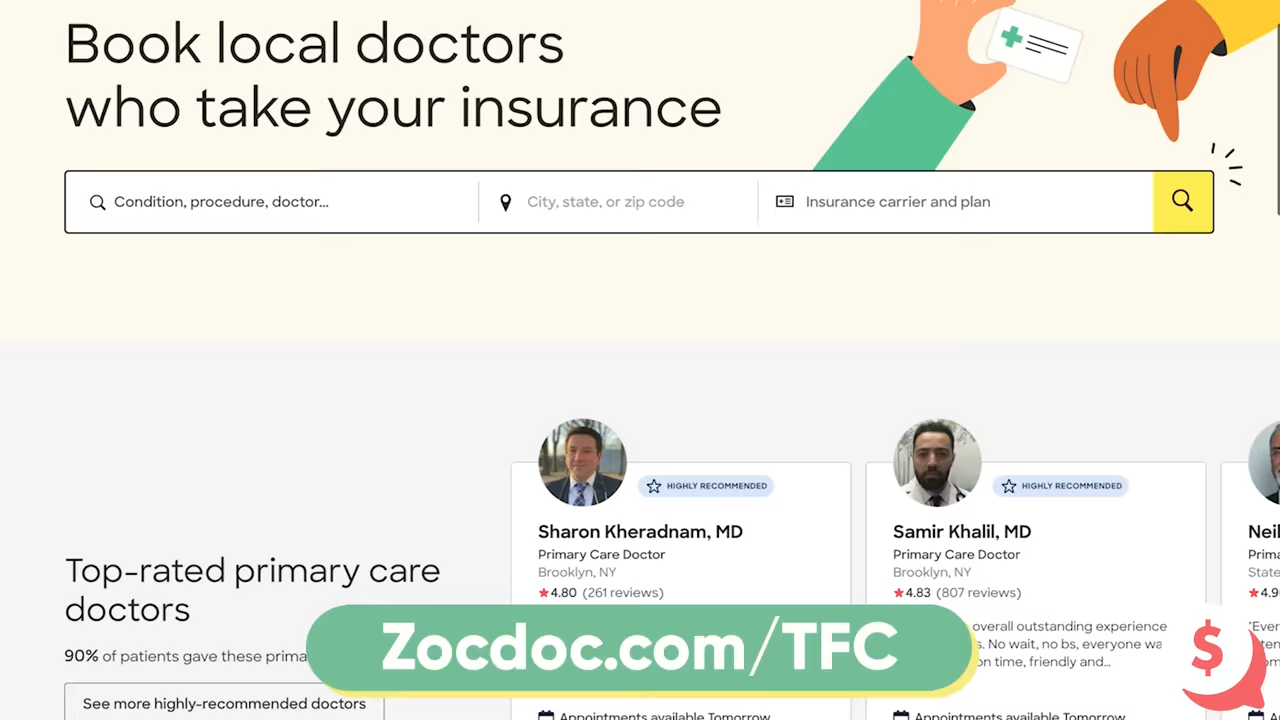 Book local doctors
who take your insurance
Condition, procedure, doctor...
City, state, or zip code
Insurance carrier and plan
Top-rated primary care
doctors
90% of patients gave these
See more highly-recommended doctors
HIGHLY RECOMMENDED
Sharon Kheradnam, MD
Primary Care Doctor
Brooklyn, NY
4.80 (261 reviews)
Appointments available Tomorrow
HIGHLY RECOMMENDED
Samir Khalil, MD
Primary Care Doctor
Brooklyn, NY
4.83 (807 reviews)
overall outstanding experience
No wait, no bs, everyone
on time, friendly and...
Appointments available Tomorrow
Zocdoc.com/TFC
$